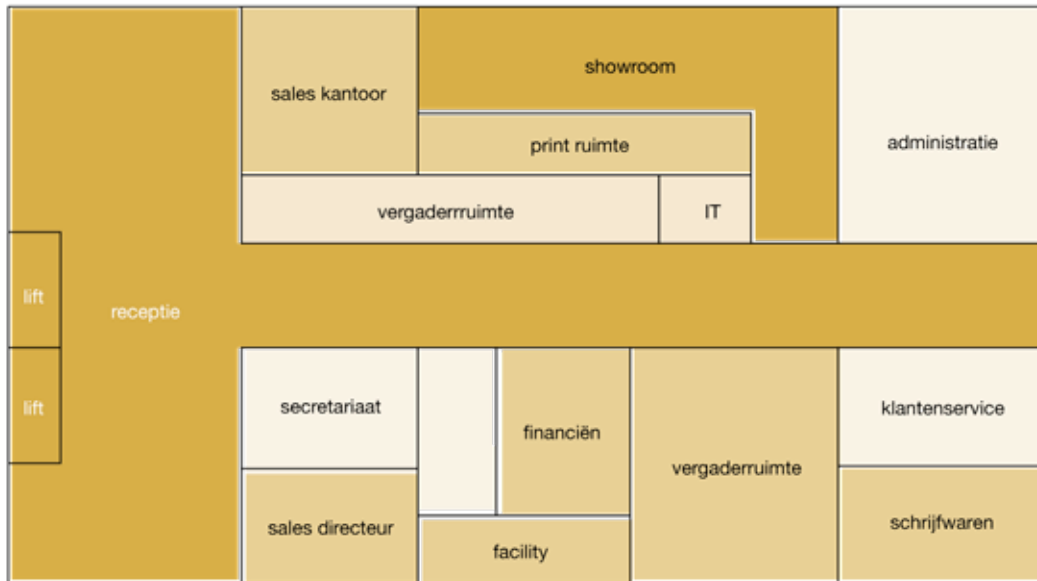 showroom
sales kantoor
print ruimte
administratie
vergaderrruimte
IT
lift
receptie
lift
secretariaat
klantenservice
financiën
vergaderruimte
sales directeur
schrijfwaren
facility